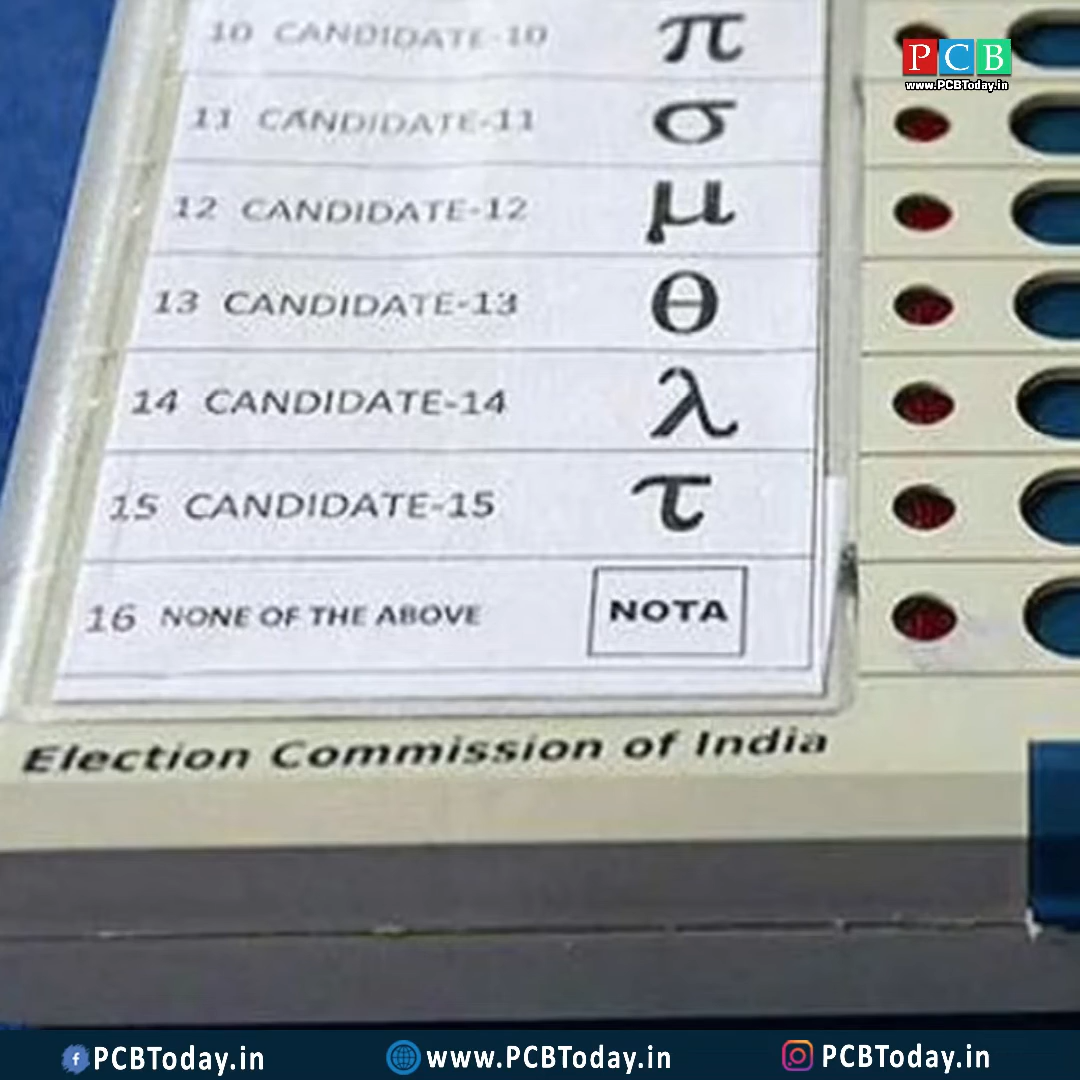 10 CANDIDATE-10 π
PCB
www.PCBToday.in
11 CANDIDATE-11 σ
12 CANDIDATE-12 μ
13 CANDIDATE-13 θ
14 CANDIDATE-14 λ
15 CANDIDATE-15 τ
16 NONE OF THE ABOVE NOTA
Election Commission of India
PCBToday.in www.PCBToday.in PCBToday.in